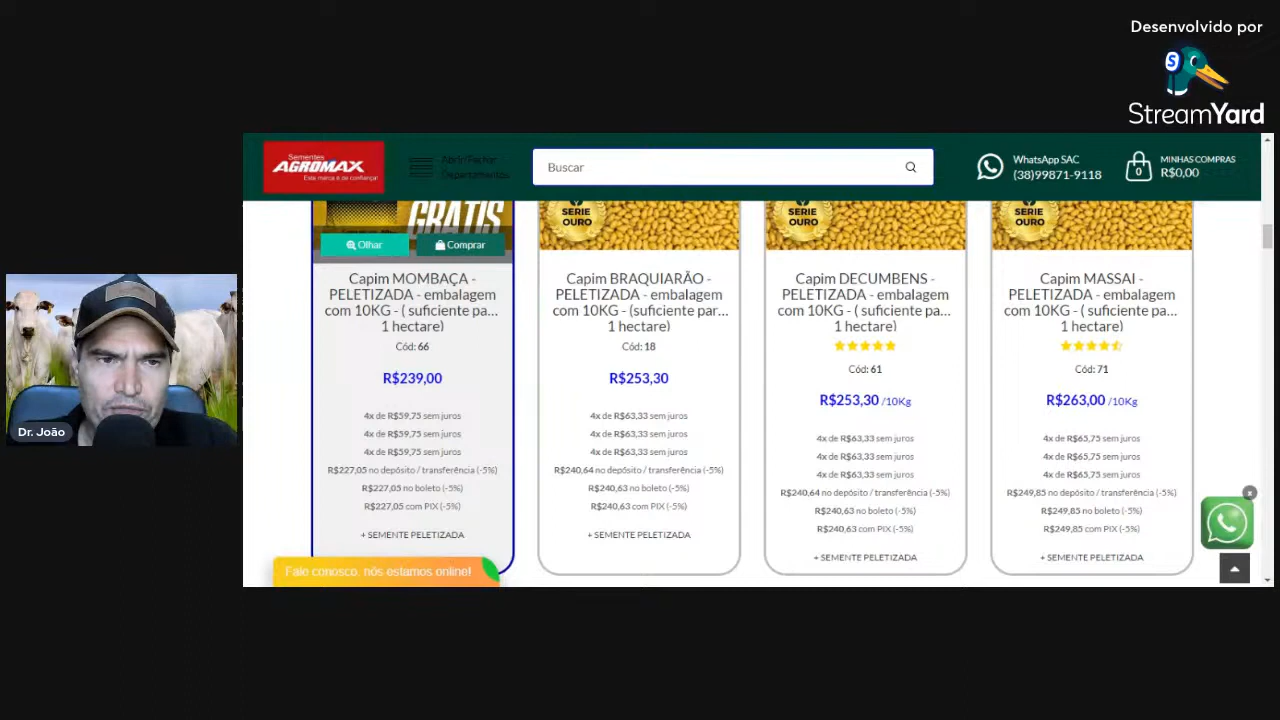 Desenvolvido por
S
StreamYard
Sementes
AGROMAX
Esta marca é de confiança!
Abrir/Fechar
Departamentos
Buscar
WhatsApp SAC
(38)99871-9118
0
MINHAS COMPRAS
R$0,00
GRATIS
Olhar
Comprar
Capim MOMBAÇA -
PELETIZADA - embalagem
com 10KG - ( suficiente pa...
1 hectare)
Cód: 66
R$239,00
4x de R$59,75 sem juros
4x de R$59,75 sem juros
4x de R$59,75 sem juros
R$227,05 no depósito / transferência (-5%)
R$227,05 no boleto (-5%)
R$227,05 com PIX (-5%)
+ SEMENTE PELETIZADA
SERIE
OURO
Capim BRAQUIARÃO -
PELETIZADA - embalagem
com 10KG - (suficiente par...
1 hectare)
Cód: 18
R$253,30
4x de R$63,33 sem juros
4x de R$63,33 sem juros
4x de R$63,33 sem juros
R$240,64 no depósito / transferência (-5%)
R$240,63 no boleto (-5%)
R$240,63 com PIX (-5%)
+ SEMENTE PELETIZADA
SERIE
OURO
Capim DECUMBENS -
PELETIZADA - embalagem
com 10KG - ( suficiente pa...
1 hectare)
Cód: 61
R$253,30 /10Kg
4x de R$63,33 sem juros
4x de R$63,33 sem juros
4x de R$63,33 sem juros
R$240,64 no depósito / transferência (-5%)
R$240,63 no boleto (-5%)
R$240,63 com PIX (-5%)
+ SEMENTE PELETIZADA
SERIE
OURO
Capim MASSAI -
PELETIZADA - embalagem
com 10KG - ( suficiente pa...
1 hectare)
Cód: 71
R$263,00 /10Kg
4x de R$65,75 sem juros
4x de R$65,75 sem juros
4x de R$65,75 sem juros
R$249,85 no depósito / transferência (-5%)
R$249,85 no boleto (-5%)
R$249,85 com PIX (-5%)
+ SEMENTE PELETIZADA
x
Fale conosco, nós estamos online!
Dr. João